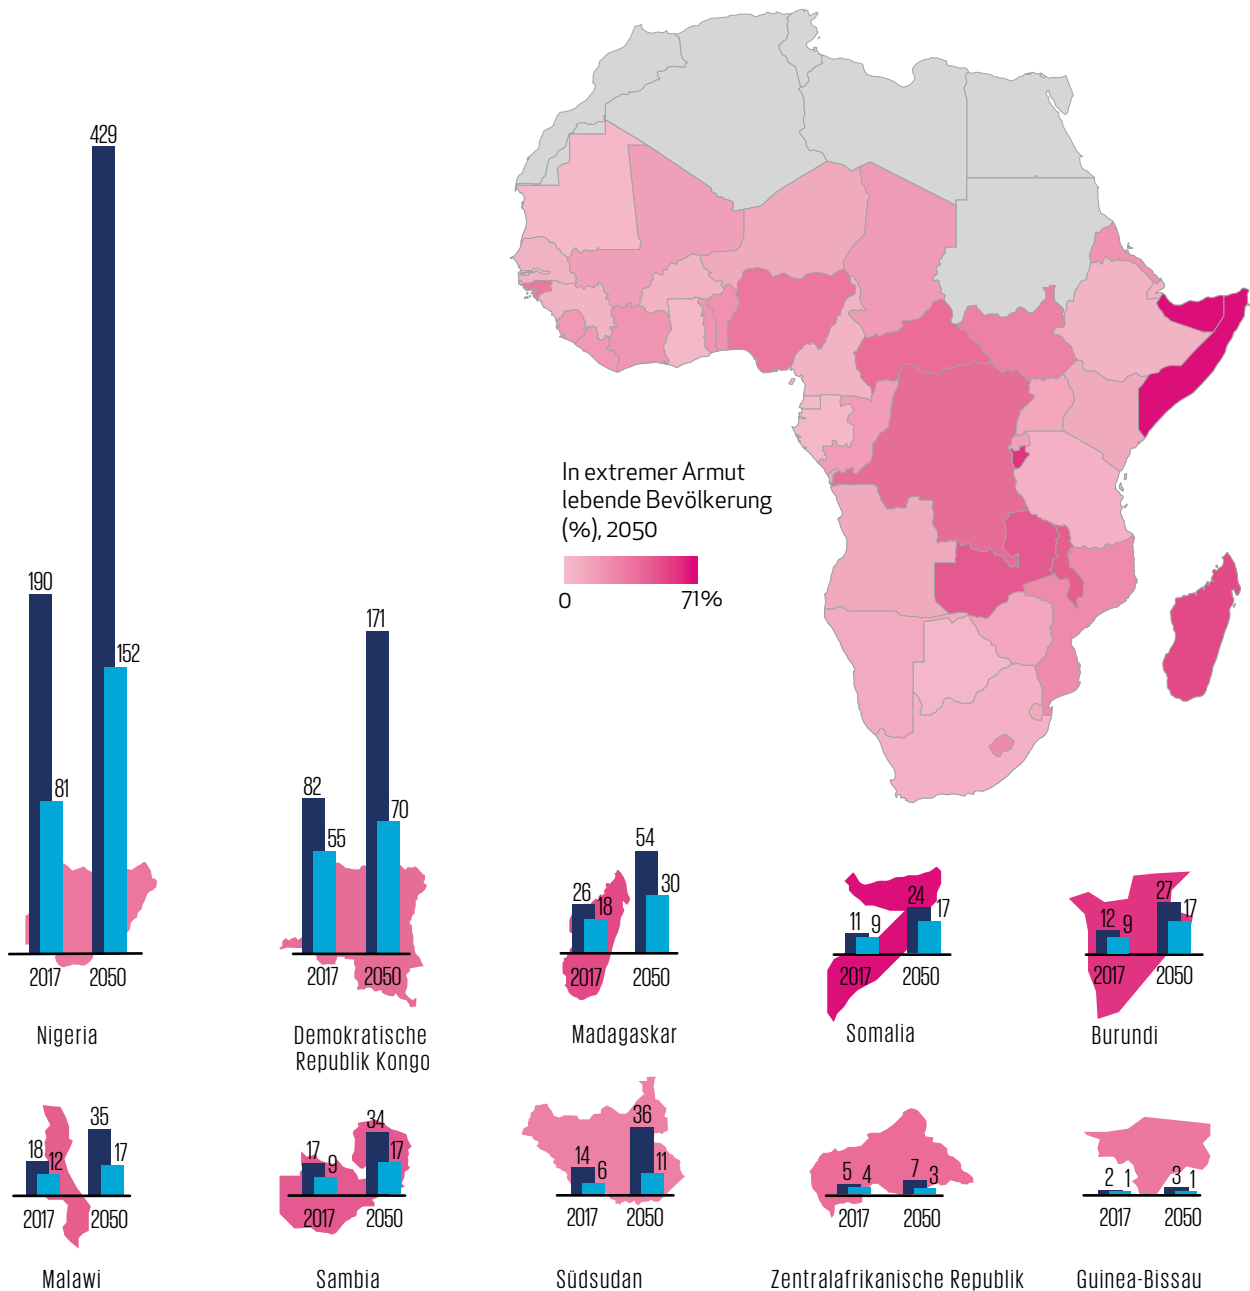 In extremer Armut
lebende Bevölkerung
(%), 2050
0 71%
429
190
152
81
2017 2050
Nigeria
171
82
70
55
2017 2050
Demokratische
Republik Kongo
54
26 18 30
2017 2050
Madagaskar
11 9 24 17
2017 2050
Somalia
12 9 27 17
2017 2050
Burundi
18 12 35 17
2017 2050
Malawi
17 9 34 17
2017 2050
Sambia
14 6 36 11
2017 2050
Südsudan
5 4 7 3
2017 2050
Zentralafrikanische Republik
2 1 3 1
2017 2050
Guinea-Bissau